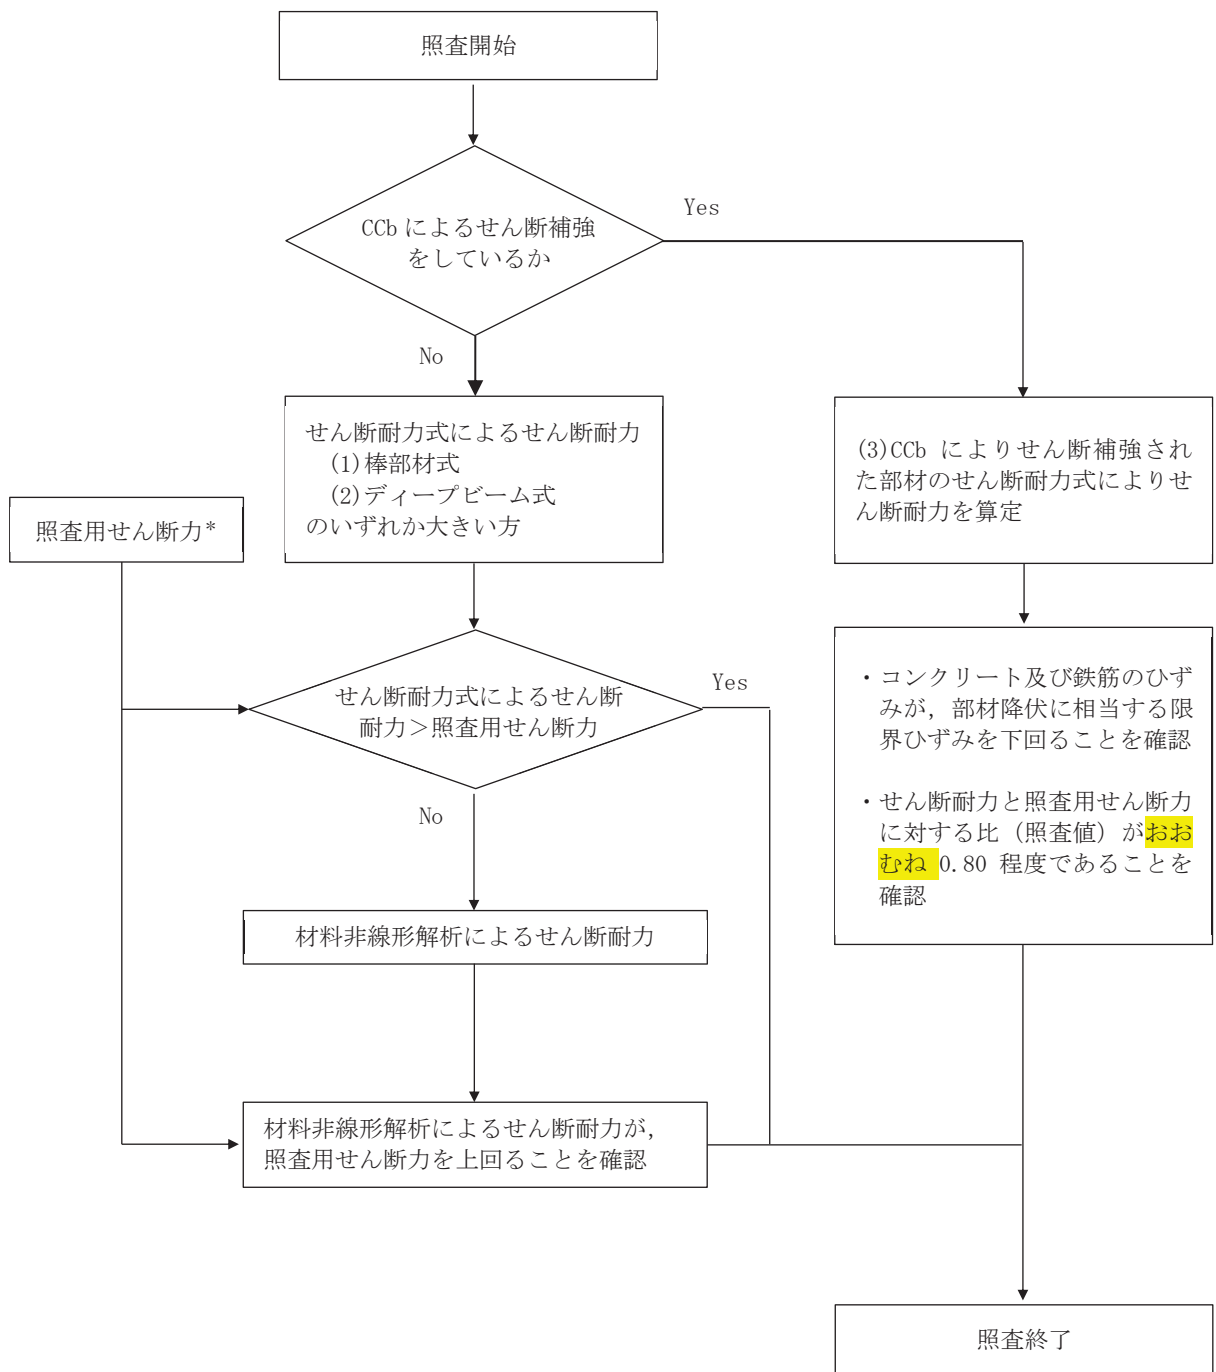 照査開始
CCb によるせん断補強
をしているか
Yes
No
せん断耐力式によるせん断耐力
(1)棒部材式
(2)ディープビーム式
のいずれか大きい方
(3)CCb によりせん断補強され
た部材のせん断耐力式によりせ
ん断耐力を算定
照査用せん断力*
せん断耐力式によるせん断
耐力＞照査用せん断力
Yes
No
・コンクリート及び鉄筋のひず
みが，部材降伏に相当する限
界ひずみを下回ることを確認
・せん断耐力と照査用せん断力
に対する比（照査値）がおお
むね 0.80 程度であることを
確認
材料非線形解析によるせん断耐力
材料非線形解析によるせん断耐力が，
照査用せん断力を上回ることを確認
照査終了